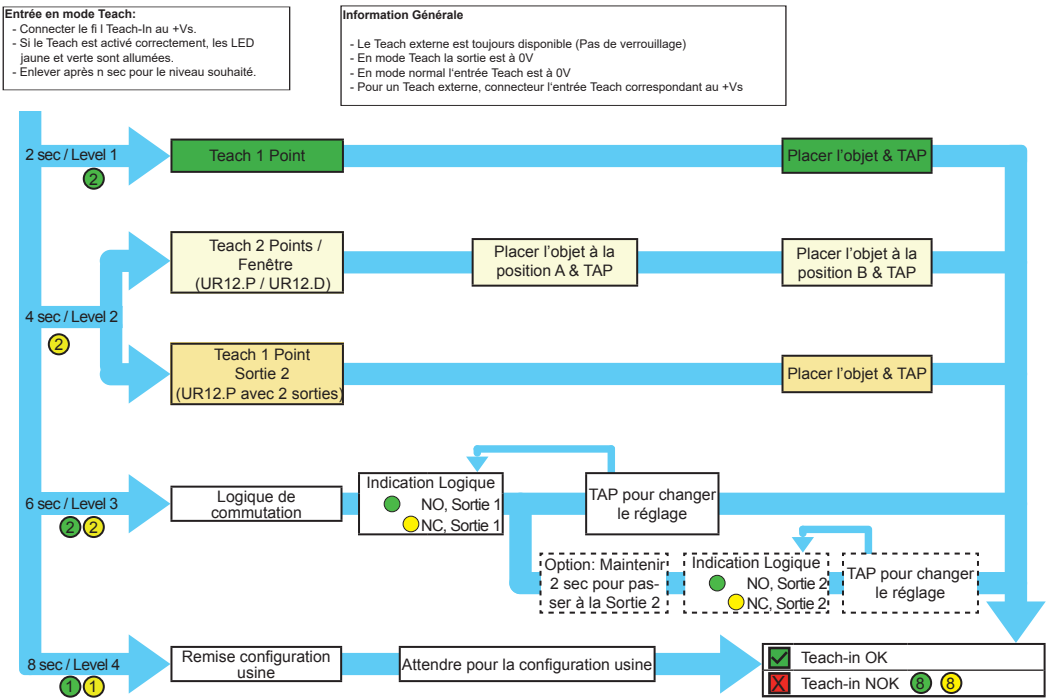 Entrée en mode Teach:
- Connecter le fi l Teach-In au +Vs.
- Si le Teach est activé correctement, les LED
jaune et verte sont allumées.
- Enlever après n sec pour le niveau souhaité.
Information Générale
- Le Teach externe est toujours disponible (Pas de verrouillage)
- En mode Teach la sortie est à 0V
- En mode normal l'entrée Teach est à 0V
- Pour un Teach externe, connecteur l'entrée Teach correspondant au +Vs
2 sec / Level 1
2
Teach 1 Point
Placer l'objet & TAP
4 sec / Level 2
2
Teach 2 Points /
Fenêtre
(UR12.P / UR12.D)
Placer l'objet à la
position A & TAP
Placer l'objet à la
position B & TAP
Teach 1 Point
Sortie 2
(UR12.P avec 2 sorties)
Placer l'objet & TAP
6 sec / Level 3
2 2
Logique de
commutation
Indication Logique
NO, Sortie 1
NC, Sortie 1
TAP pour changer
le réglage
Option: Maintenir
2 sec pour pas-
ser à la Sortie 2
Indication Logique
NO, Sortie 2
NC, Sortie 2
TAP pour changer
le réglage
8 sec / Level 4
1 1
Remise configuration
usine
Attendre pour la configuration usine
Teach-in OK
Teach-in NOK 8 8